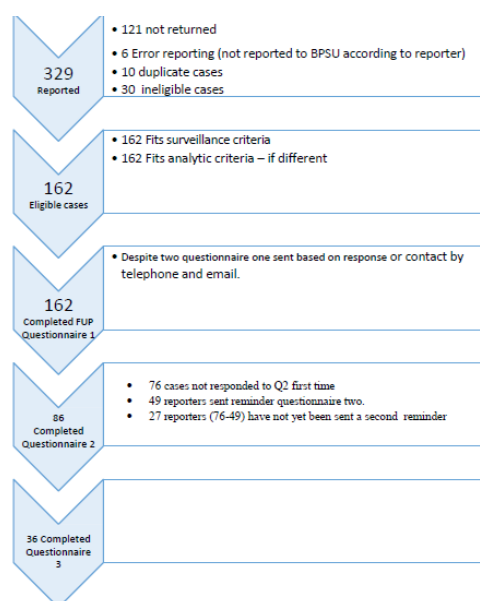 329
Reported
• 121 not returned
• 6 Error reporting (not reported to BPSU according to reporter)
• 10 duplicate cases
• 30 ineligible cases
162
Eligible cases
• 162 Fits surveillance criteria
• 162 Fits analytic criteria – if different
162
Completed FUP
Questionnaire 1
• Despite two questionnaire one sent based on response or contact by
telephone and email.
86
Completed
Questionnaire 2
• 76 cases not responded to Q2 first time
• 49 reporters sent reminder questionnaire two.
• 27 reporters (76-49) have not yet been sent a second reminder
36 Completed
Questionnaire
3